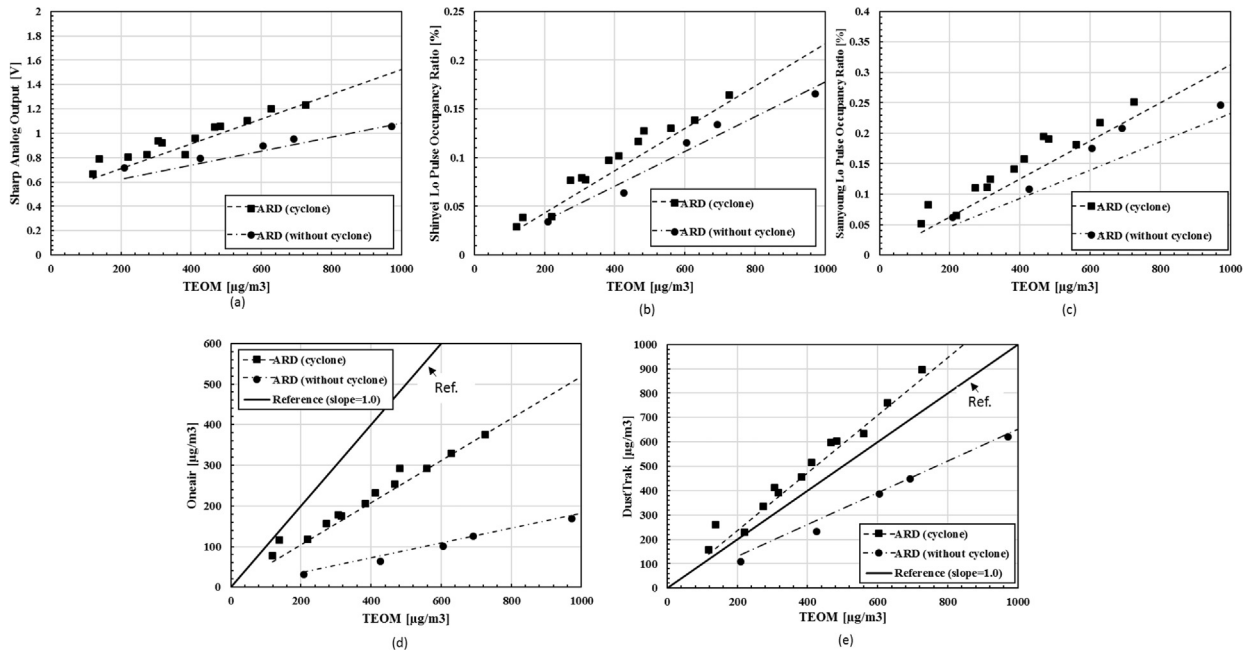 2
1.8
1.6
1.4
1.2
1
0.8
0.6
0.4
0.2
0
Sharp Analog Output [V]
ARD (cyclone)
ARD (without cyclone)
0 200 400 600 800 1000
TEOM [µg/m3]
(a)
0.25
0.2
0.15
0.1
0.05
0
Shinyei Lo Pulse Occupancy Ratio [%]
ARD (cyclone)
ARD (without cyclone)
0 200 400 600 800 1000
TEOM [µg/m3]
(b)
0.4
0.35
0.3
0.25
0.2
0.15
0.1
0.05
0
Samyoung Lo Pulse Occupancy Ratio [%]
ARD (cyclone)
ARD (without cyclone)
0 200 400 600 800 1000
TEOM [µg/m3]
(c)
600
500
400
300
200
100
0
Oneair [µg/m3]
ARD (cyclone)
ARD (without cyclone)
Reference (slope=1.0)
Ref.
0 200 400 600 800 1000
TEOM [µg/m3]
(d)
1000
900
800
700
600
500
400
300
200
100
0
DustTrak [µg/m3]
Ref.
ARD (cyclone)
ARD (without cyclone)
Reference (slope=1.0)
0 200 400 600 800 1000
TEOM [µg/m3]
(e)